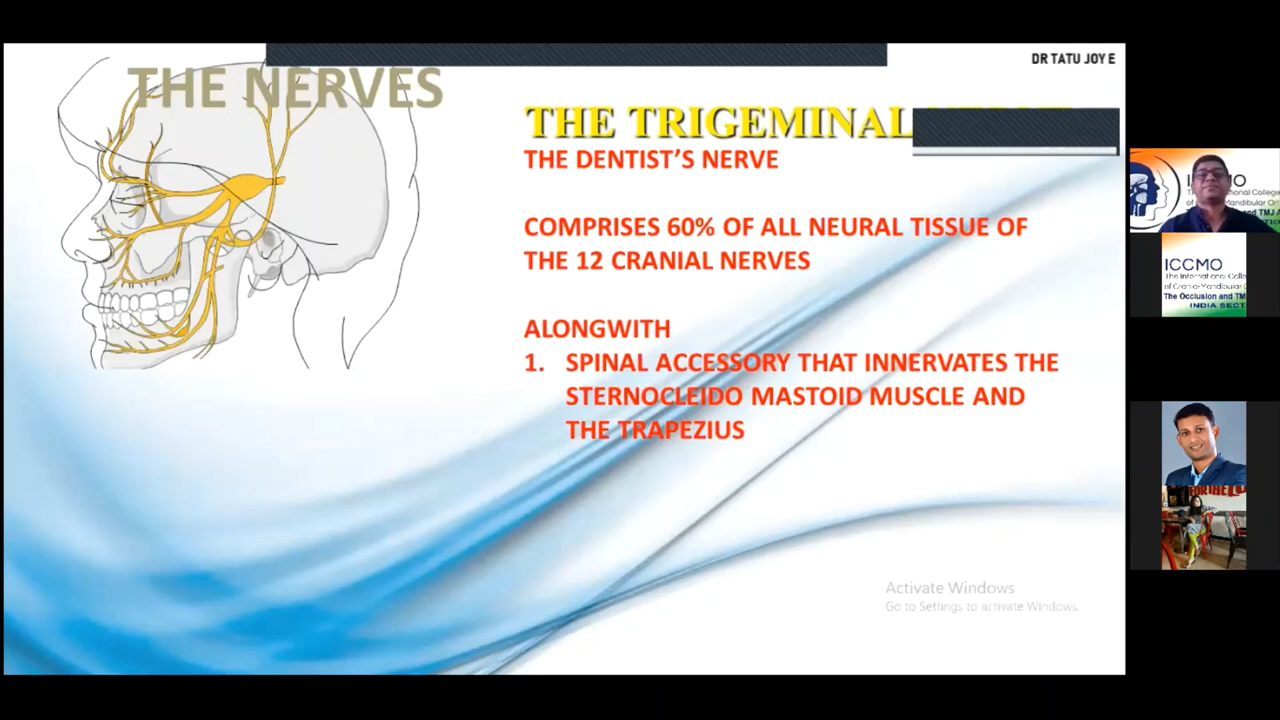 THE NERVES
DR TATU JOY E
THE TRIGEMINAL
THE DENTIST’S NERVE
COMPRISES 60% OF ALL NEURAL TISSUE OF
THE 12 CRANIAL NERVES
ALONGWITH
1. SPINAL ACCESSORY THAT INNERVATES THE
STERNOCLEIDO MASTOID MUSCLE AND
THE TRAPEZIUS
Activate Windows
Go to Settings to activate Windows.
ICCMO
The International Colle
of Cranio-Mandibular O
The Occlusion and TM
INDIA SECT